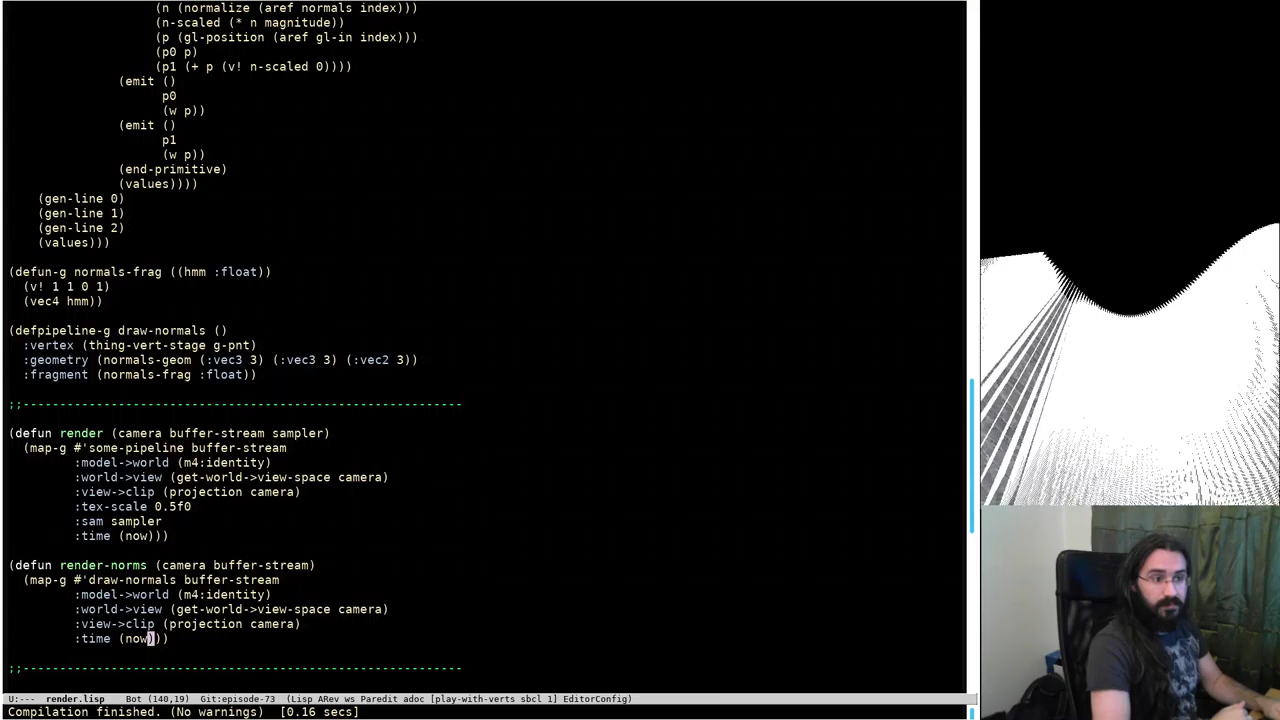 (n (normalize (aref normals index)))
(n-scaled (* n magnitude))
(p (gl-position (aref gl-in index)))
(p0 p)
(p1 (+ p (v! n-scaled 0))))
(emit ()
p0
(w p))
(emit ()
p1
(w p))
(end-primitive)
(values))))
(gen-line 0)
(gen-line 1)
(gen-line 2)
(values)))
(defun-g normals-frag ((hmm :float))
(v! 1 1 0 1)
(vec4 hmm))
(defpipeline-g draw-normals ()
:vertex (thing-vert-stage g-pnt)
:geometry (normals-geom (:vec3 3) (:vec3 3) (:vec2 3))
:fragment (normals-frag :float))
;;------------------------------------------------------------
(defun render (camera buffer-stream sampler)
(map-g #'some-pipeline buffer-stream
:model->world (m4:identity)
:world->view (get-world->view-space camera)
:view->clip (projection camera)
:tex-scale 0.5f0
:sam sampler
:time (now)))
(defun render-norms (camera buffer-stream)
(map-g #'draw-normals buffer-stream
:model->world (m4:identity)
:world->view (get-world->view-space camera)
:view->clip (projection camera)
:time (now)))
;;------------------------------------------------------------
U:--- render.lisp Bot (140,19) Git:episode-73 (Lisp ARev ws Paredit adoc [play-with-verts sbcl 1] EditorConfig)
Compilation finished. (No warnings) [0.16 secs]